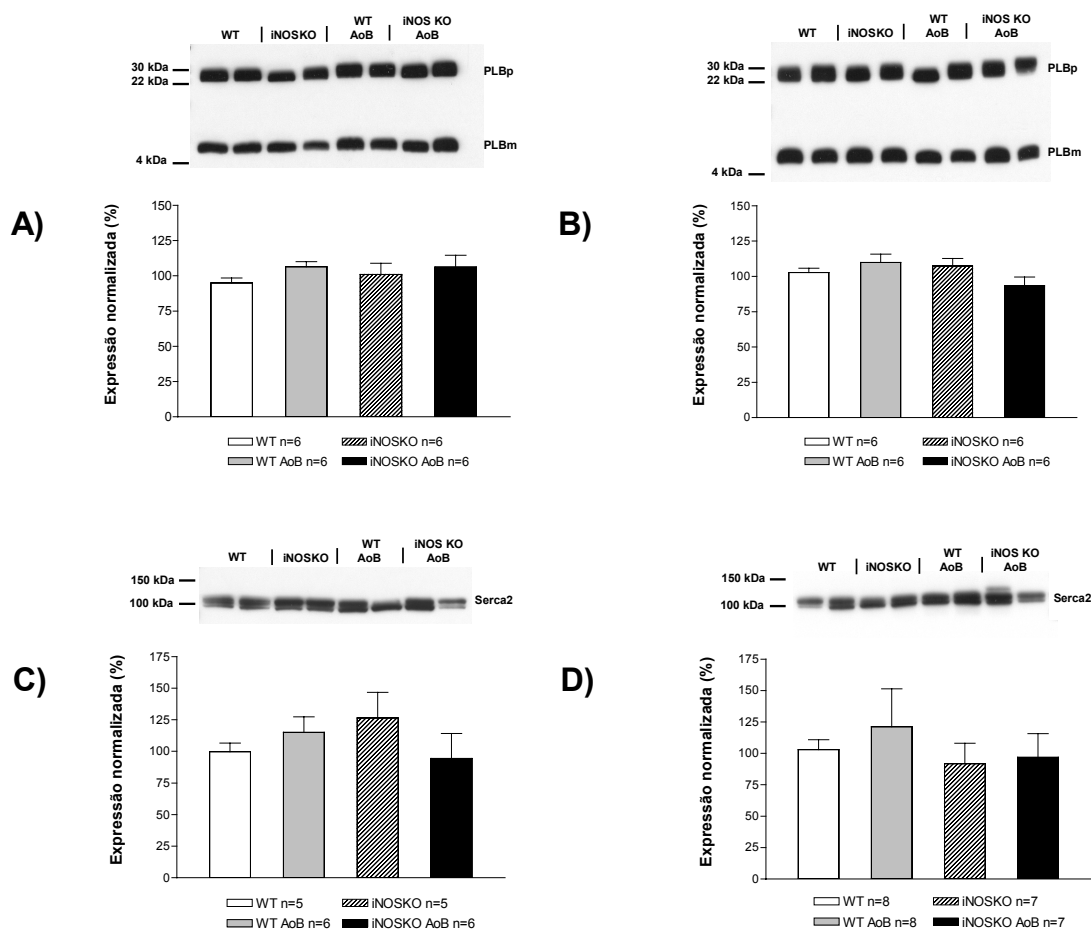 WT | iNOSKO | WT AoB | iNOS KO AoB
30 kDa
22 kDa
PLBp
PLBm
4 kDa
A)
Expressão normalizada (%)
150
125
100
75
50
25
0
WT n=6
iNOSKO n=6
WT AoB n=6
iNOSKO AoB n=6
WT | iNOSKO | WT AoB | iNOS KO AoB
30 kDa
22 kDa
PLBp
PLBm
4 kDa
B)
Expressão normalizada (%)
150
125
100
75
50
25
0
WT n=6
iNOSKO n=6
WT AoB n=6
iNOSKO AoB n=6
WT | iNOSKO | WT AoB | iNOS KO AoB
150 kDa
100 kDa
Serca2
C)
Expressão normalizada (%)
175
150
125
100
75
50
25
0
WT n=5
iNOSKO n=5
WT AoB n=6
iNOSKO AoB n=6
WT | iNOSKO | WT AoB | iNOS KO AoB
150 kDa
100 kDa
Serca2
D)
Expressão normalizada (%)
175
150
125
100
75
50
25
0
WT n=8
iNOSKO n=7
WT AoB n=8
iNOSKO AoB n=7